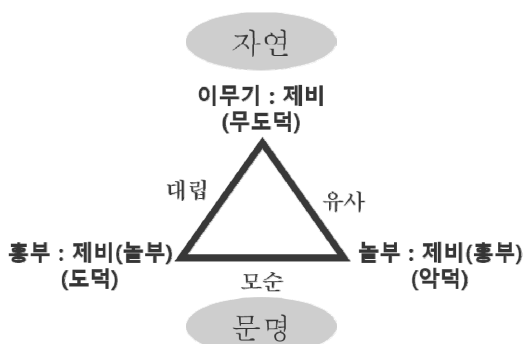 자연
이무기 : 제비
(무도덕)
대립
유사
흥부 : 제비(놀부)
(도덕)
놀부 : 제비(흥부)
(악덕)
모순
문명